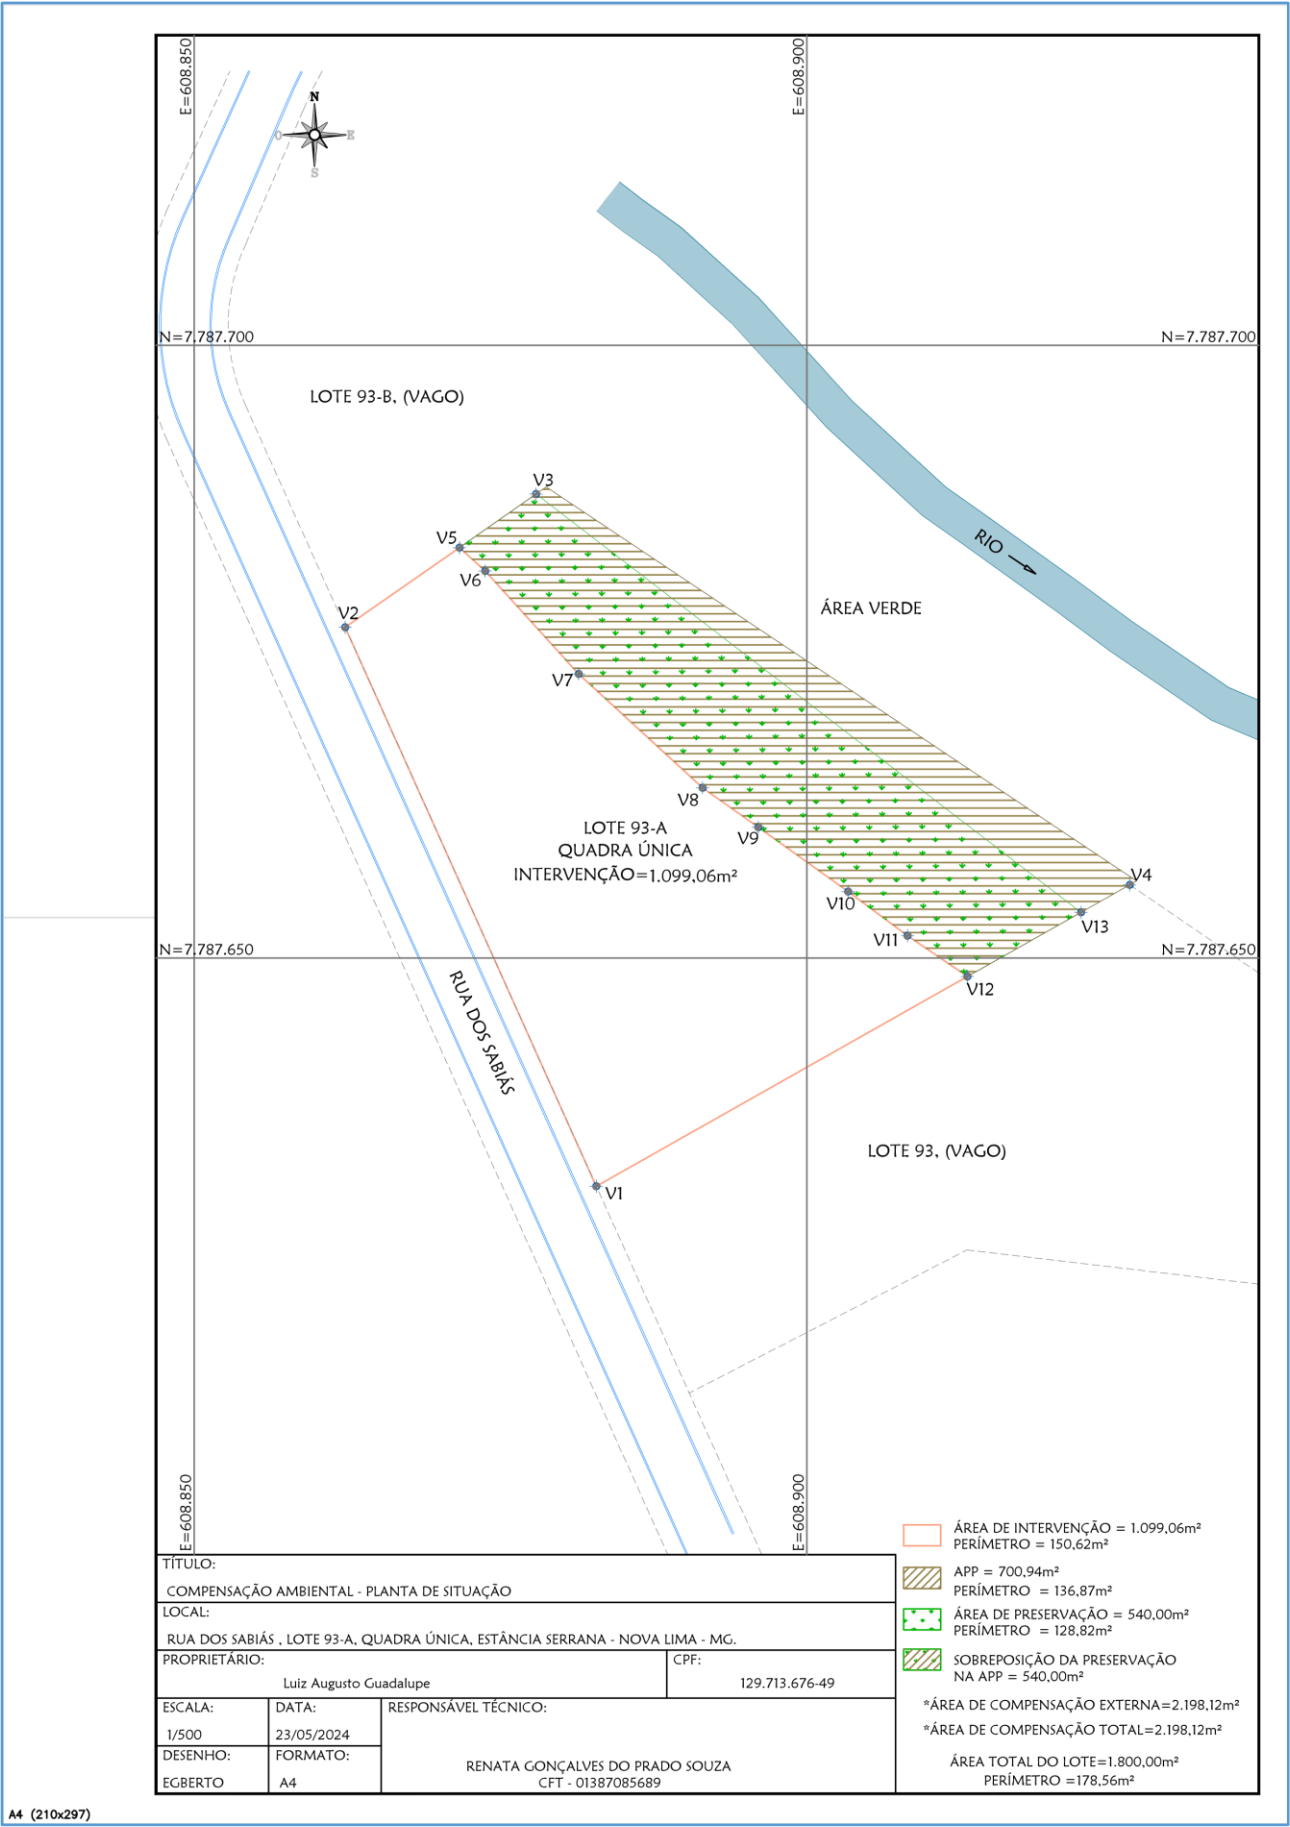 E=608.850
E=608.900
N
O
E
S
N=7.787.700
N=7.787.700
LOTE 93-B, (VAGO)
V3
V5
V6
V2
RIO
ÁREA VERDE
V7
V8
LOTE 93-A
QUADRA ÚNICA
INTERVENÇÃO=1.099,06m²
V9
V4
V10
V13
V11
N=7.787.650
N=7.787.650
V12
RUA DOS SABIÁS
LOTE 93, (VAGO)
V1
E=608.850
E=608.900
ÁREA DE INTERVENÇÃO = 1.099,06m²
PERÍMETRO = 150,62m²
APP = 700,94m²
PERÍMETRO = 136,87m²
ÁREA DE PRESERVAÇÃO = 540,00m²
PERÍMETRO = 128,82m²
SOBREPOSIÇÃO DA PRESERVAÇÃO
NA APP = 540,00m²
*ÁREA DE COMPENSAÇÃO EXTERNA=2.198,12m²
*ÁREA DE COMPENSAÇÃO TOTAL=2.198,12m²
ÁREA TOTAL DO LOTE=1.800,00m²
PERÍMETRO =178,56m²
TÍTULO:
COMPENSAÇÃO AMBIENTAL - PLANTA DE SITUAÇÃO
LOCAL:
RUA DOS SABIÁS , LOTE 93-A, QUADRA ÚNICA, ESTÂNCIA SERRANA - NOVA LIMA - MG.
PROPRIETÁRIO:
Luiz Augusto Guadalupe
CPF:
129.713.676-49
ESCALA:
1/500
DATA:
23/05/2024
RESPONSÁVEL TÉCNICO:
RENATA GONÇALVES DO PRADO SOUZA
CFT - 01387085689
DESENHO:
EGBERTO
FORMATO:
A4
A4 (210x297)